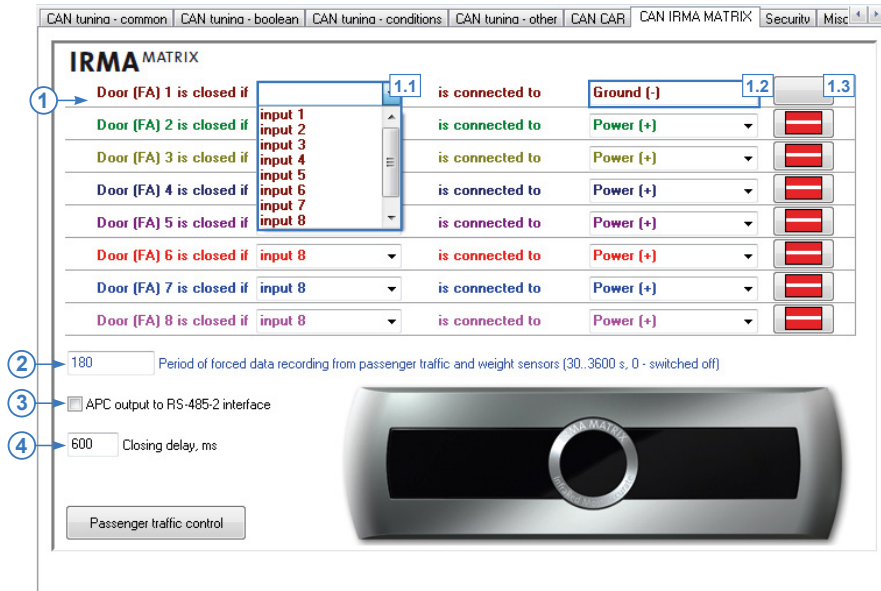 CAN tuning - common CAN tuning - boolean CAN tuning - conditions CAN tuning - other CAN CAR CAN IRMA MATRIX Security Misc
IRMA MATRIX
1 Door (FA) 1 is closed if 1.1 is connected to Ground (-) 1.2 1.3
input 1
input 2
input 3
input 4
input 5
input 6
input 7
input 8
Door (FA) 2 is closed if is connected to Power (+)
Door (FA) 3 is closed if is connected to Power (+)
Door (FA) 4 is closed if is connected to Power (+)
Door (FA) 5 is closed if is connected to Power (+)
Door (FA) 6 is closed if input 8 is connected to Power (+)
Door (FA) 7 is closed if input 8 is connected to Power (+)
Door (FA) 8 is closed if input 8 is connected to Power (+)
2 180 Period of forced data recording from passenger traffic and weight sensors (30..3600 s, 0 - switched off)
3 APC output to RS-485-2 interface
4 600 Closing delay, ms
Passenger traffic control
IRMA MATRIX